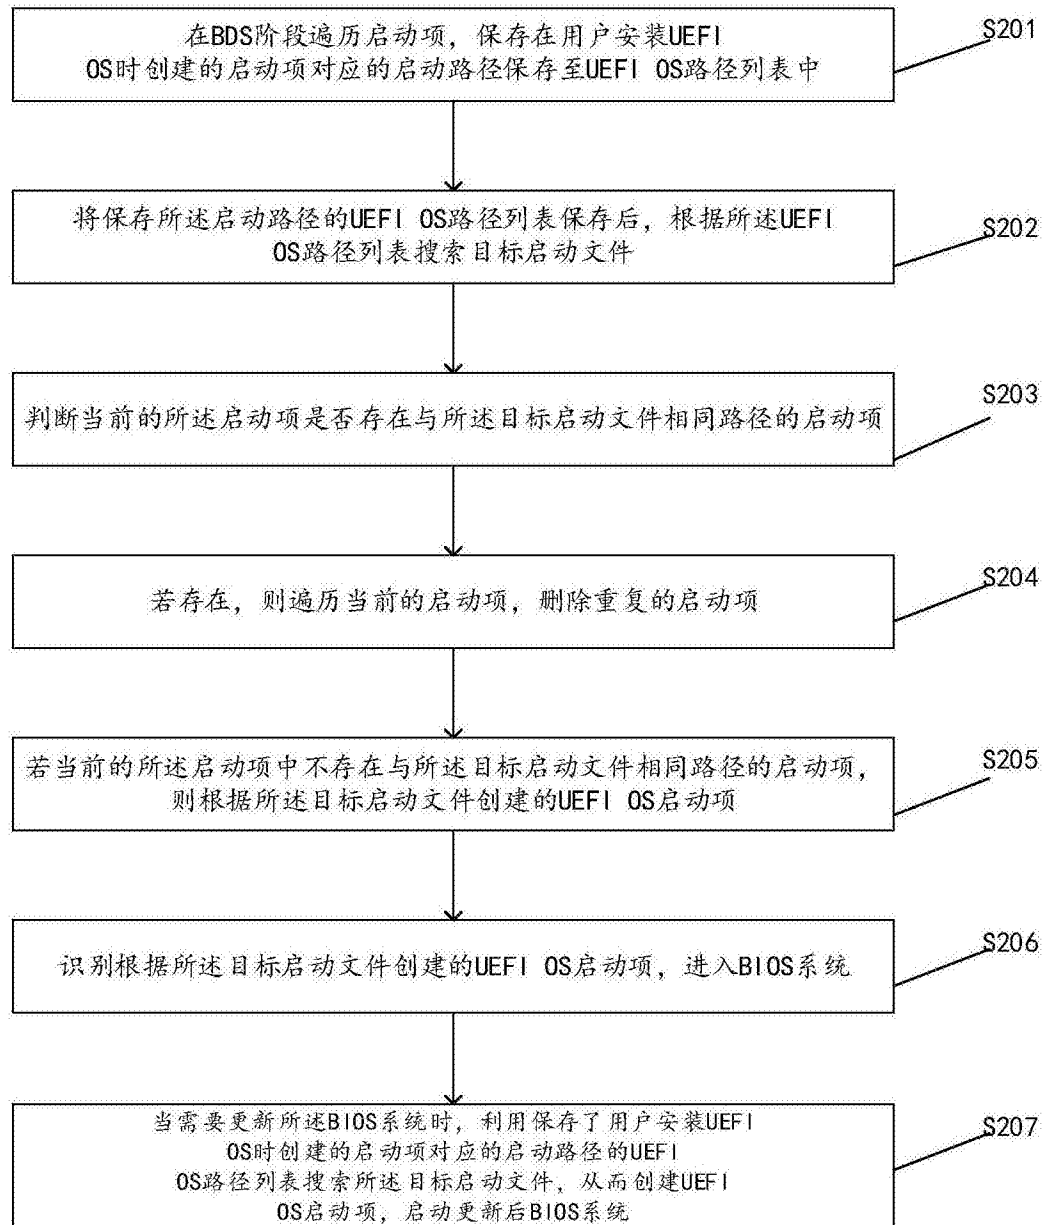 在BDS阶段遍历启动项，保存在用户安装UEFI
OS时创建的启动项对应的启动路径保存至UEFI OS路径列表中
S201
将保存所述启动路径的UEFI OS路径列表保存后，根据所述UEFI
OS路径列表搜索目标启动文件
S202
判断当前的所述启动项是否存在与所述目标启动文件相同路径的启动项
S203
若存在，则遍历当前的启动项，删除重复的启动项
S204
若当前的所述启动项中不存在与所述目标启动文件相同路径的启动项，
则根据所述目标启动文件创建的UEFI OS启动项
S205
识别根据所述目标启动文件创建的UEFI OS启动项，进入BIOS系统
S206
当需要更新所述BIOS系统时，利用保存了用户安装UEFI
OS时创建的启动项对应的启动路径的UEFI
OS路径列表搜索所述目标启动文件，从而创建UEFI
OS启动项，启动更新后BIOS系统
S207